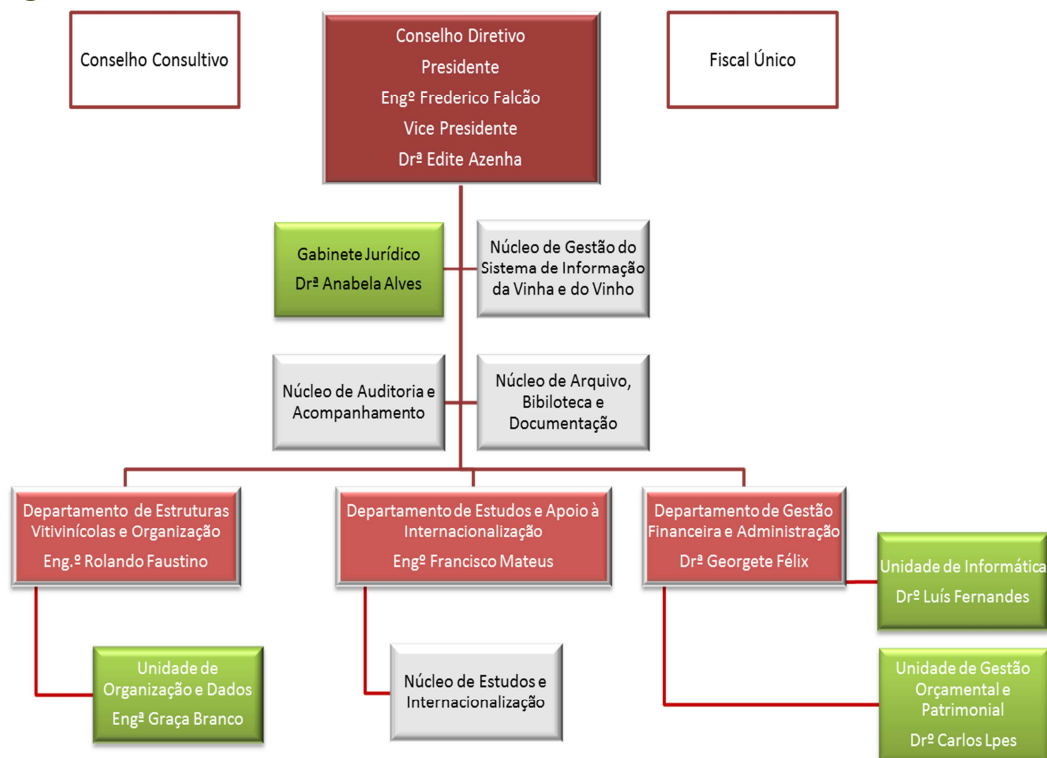 Conselho Consultivo
Conselho Diretivo
Presidente
Engº Frederico Falcão
Vice Presidente
Drª Edite Azenha
Fiscal Único
Gabinete Jurídico
Drª Anabela Alves
Núcleo de Gestão do
Sistema de Informação
da Vinha e do Vinho
Núcleo de Auditoria e
Acompanhamento
Núcleo de Arquivo,
Bibiloteca e
Documentação
Departamento de Estruturas
Vitivinícolas e Organização
Eng.º Rolando Faustino
Departamento de Estudos e Apoio à
Internacionalização
Engº Francisco Mateus
Departamento de Gestão
Financeira e Administração
Drª Georgete Félix
Unidade de Informática
Drº Luís Fernandes
Unidade de
Organização e Dados
Engª Graça Branco
Núcleo de Estudos e
Internacionalização
Unidade de Gestão
Orçamental e
Patrimonial
Drº Carlos Lpes